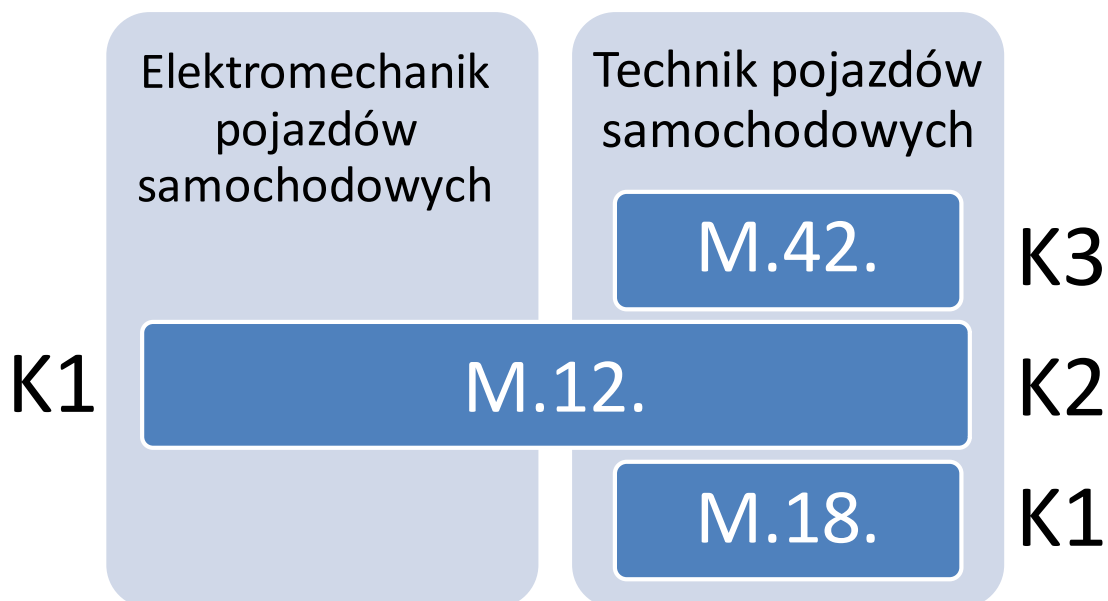 Elektromechanik
pojazdów
samochodowych
Technik pojazdów
samochodowych
M.42.
K3
K1
M.12.
K2
M.18.
K1